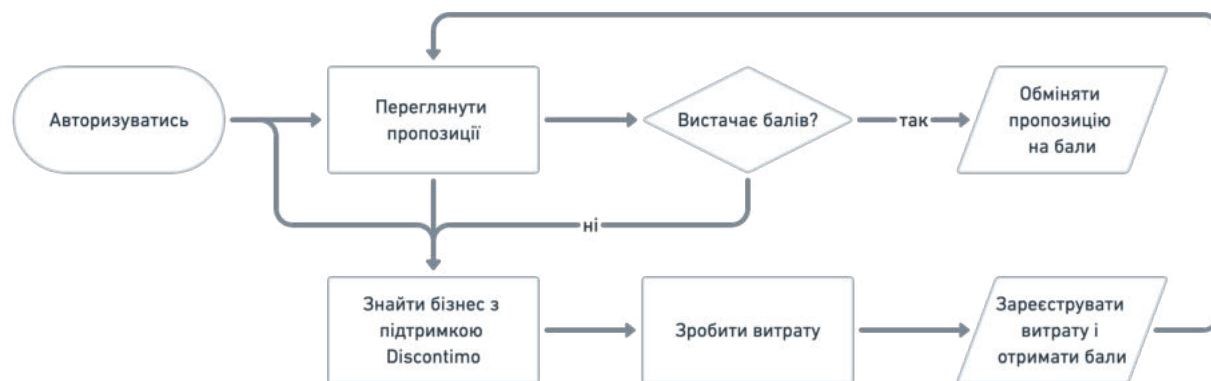 Авторизуватись
Переглянути
пропозиції
Вистачає балів?
так
Обміняти
пропозицію
на бали
ні
Знайти бізнес з
підтримкою
Discontimo
Зробити витрату
Зареєструвати
витрату і
отримати бали